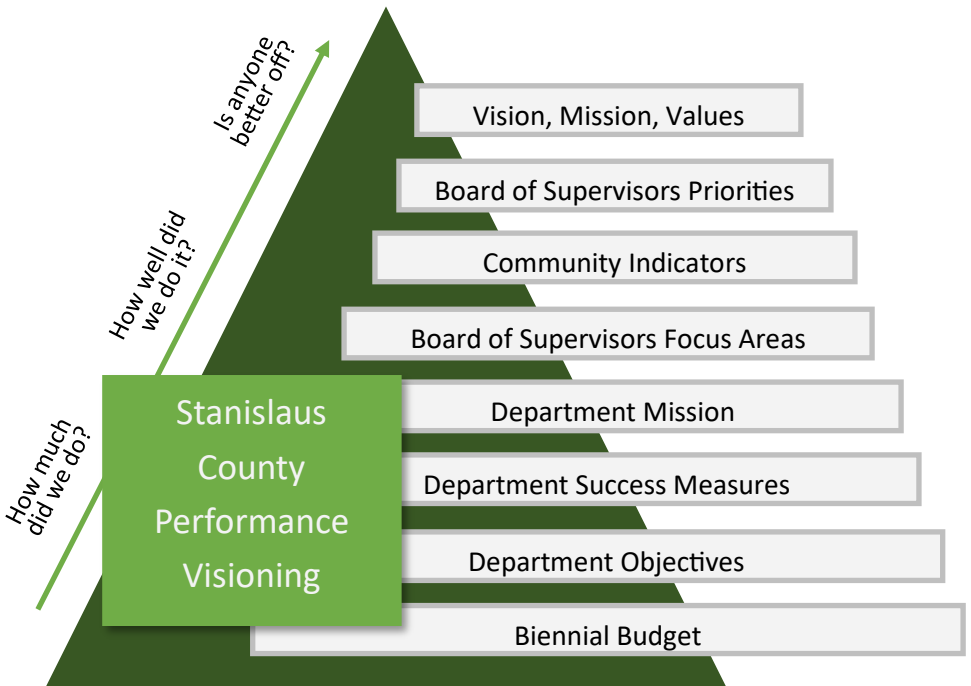 Is anyone
better off?
How well did
we do it?
How much
did we do?
Vision, Mission, Values
Board of Supervisors Priorities
Community Indicators
Board of Supervisors Focus Areas
Department Mission
Department Success Measures
Department Objectives
Biennial Budget
Stanislaus
County
Performance
Visioning